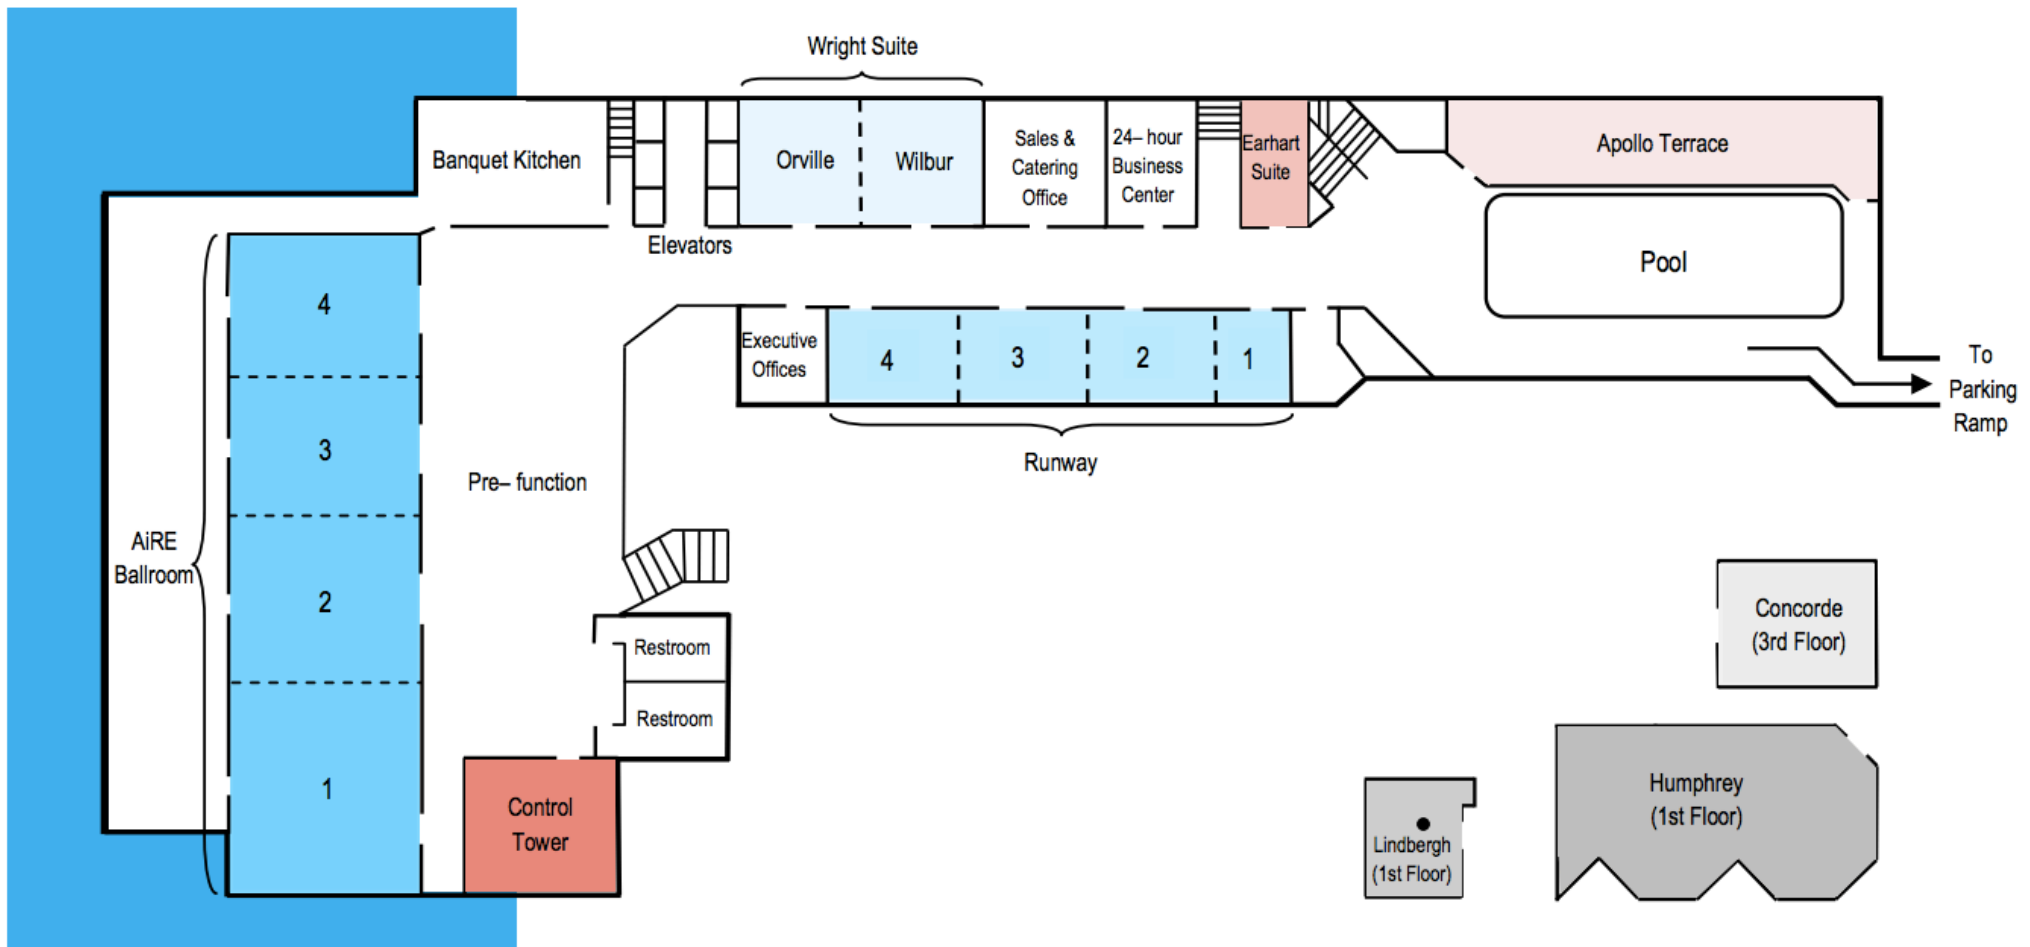 Wright Suite
Banquet Kitchen
Orville
Wilbur
Sales &
Catering
Office
24– hour
Business
Center
Earhart
Suite
Apollo Terrace
Elevators
Pool
4
Executive
Offices
4
3
2
1
To
Parking
Ramp
Runway
3
Pre– function
AiRE
Ballroom
2
Restroom
Restroom
1
Control
Tower
Concorde
(3rd Floor)
Humphrey
(1st Floor)
Lindbergh
(1st Floor)